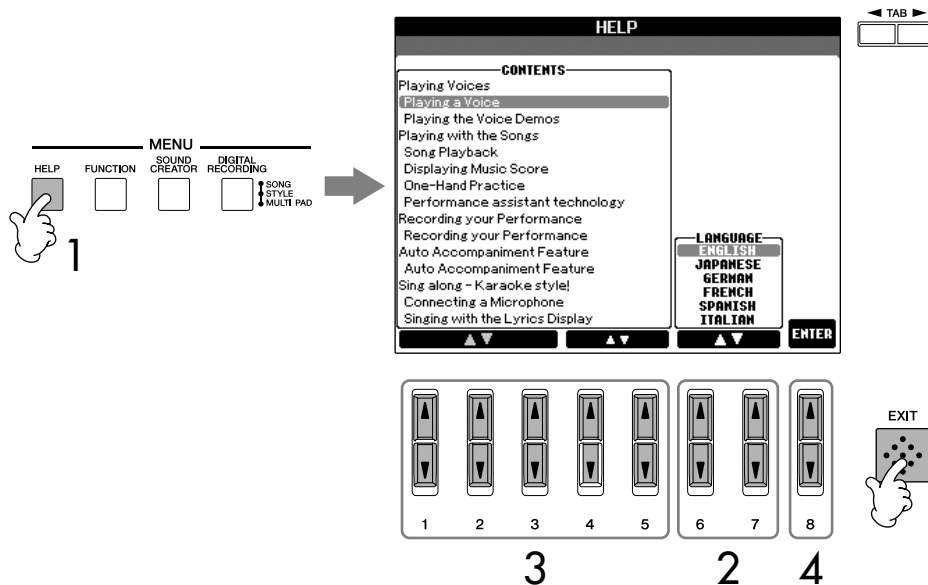 ◄ TAB ►
HELP
CONTENTS
Playing Voices
Playing a Voice
Playing the Voice Demos
Playing with the Songs
Song Playback
Displaying Music Score
One-Hand Practice
Performance assistant technology
Recording your Performance
Recording your Performance
Auto Accompaniment Feature
Auto Accompaniment Feature
Sing along - Karaoke style!
Connecting a Microphone
Singing with the Lyrics Display
LANGUAGE
ENGLISH
JAPANESE
GERMAN
FRENCH
SPANISH
ITALIAN
ENTER
MENU
HELP
FUNCTION
SOUND CREATOR
DIGITAL RECORDING
SONG
STYLE
MULTI PAD
1
EXIT
1 2 3 4 5 6 7 8
3 2 4